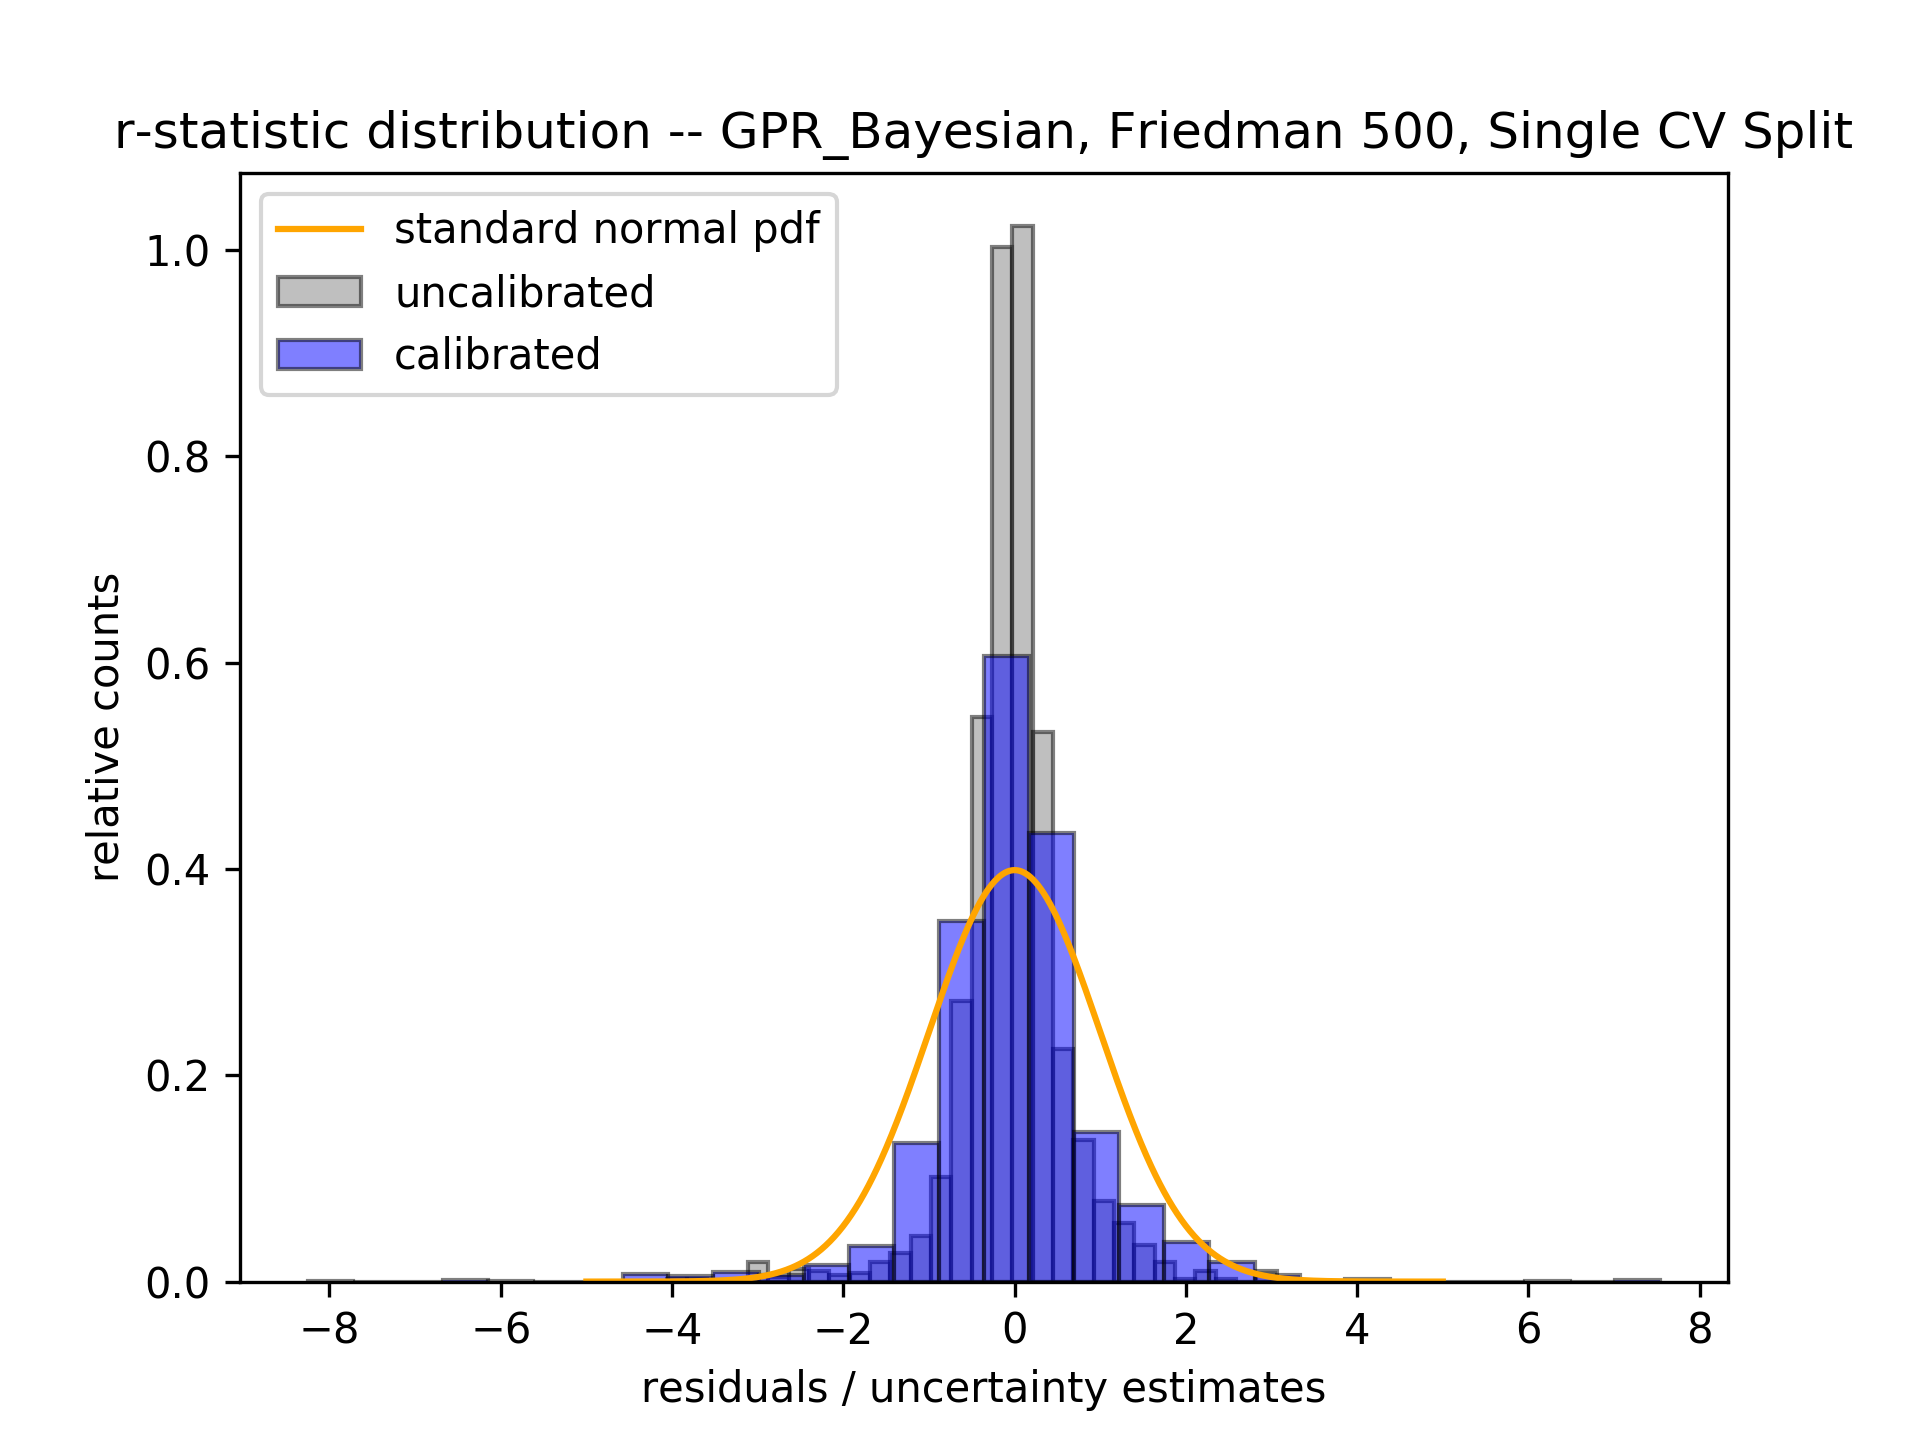 r-statistic distribution -- GPR_Bayesian, Friedman 500, Single CV Split
standard normal pdf
uncalibrated
calibrated
relative counts
1.0
0.8
0.6
0.4
0.2
0.0
−8 −6 −4 −2 0 2 4 6 8
residuals / uncertainty estimates